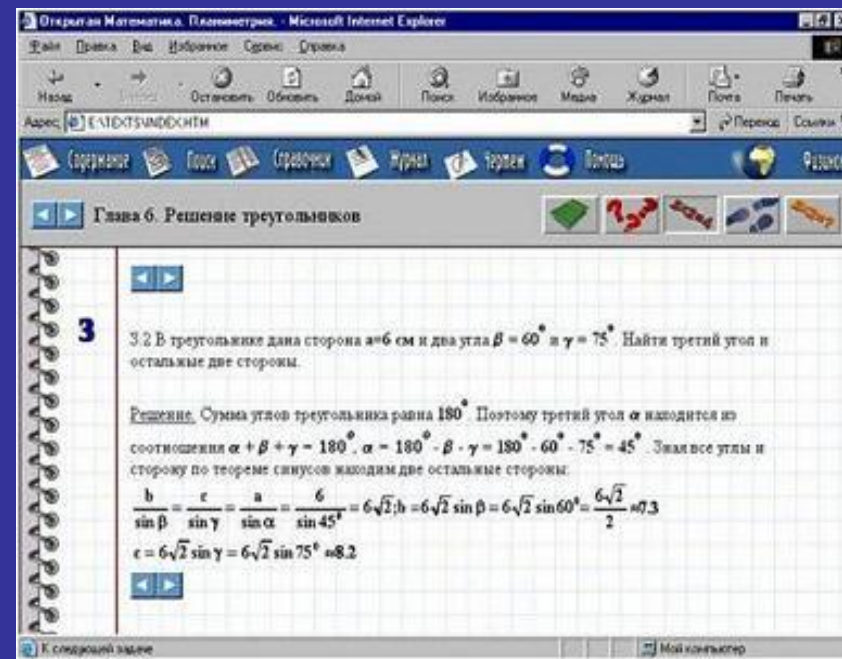 Открытая Математика. Планиметрия. - Microsoft Internet Explorer
Файл Правка Вид Избранное Сервис Справка
Назад Остановить Обновить Домой Поиск Избранное Медиа Журнал Почта Печать
Адрес E:\TEXTS\INDEX.HTM Переход Ссылки
Содержание Поиск Справочник Журнал Чертеж Помощь
Глава 6. Решение треугольников
3
3.2 В треугольнике дана сторона a=6 см и два угла β = 60° и γ = 75°. Найти третий угол и
остальные две стороны.
Решение. Сумма углов треугольника равна 180°. Поэтому третий угол α находится из
соотношения α + β + γ = 180°, α = 180° - β - γ = 180° - 60° - 75° = 45°. Зная все углы и
сторону по теореме синусов находим две остальные стороны:
b/sin β = c/sin γ = a/sin α = 6/sin 45° = 6√2; b = 6√2 sin β = 6√2 sin 60° = 6√2/2 ≈7.3
c = 6√2 sin γ = 6√2 sin 75° ≈8.2
К следующей задаче Мой компьютер